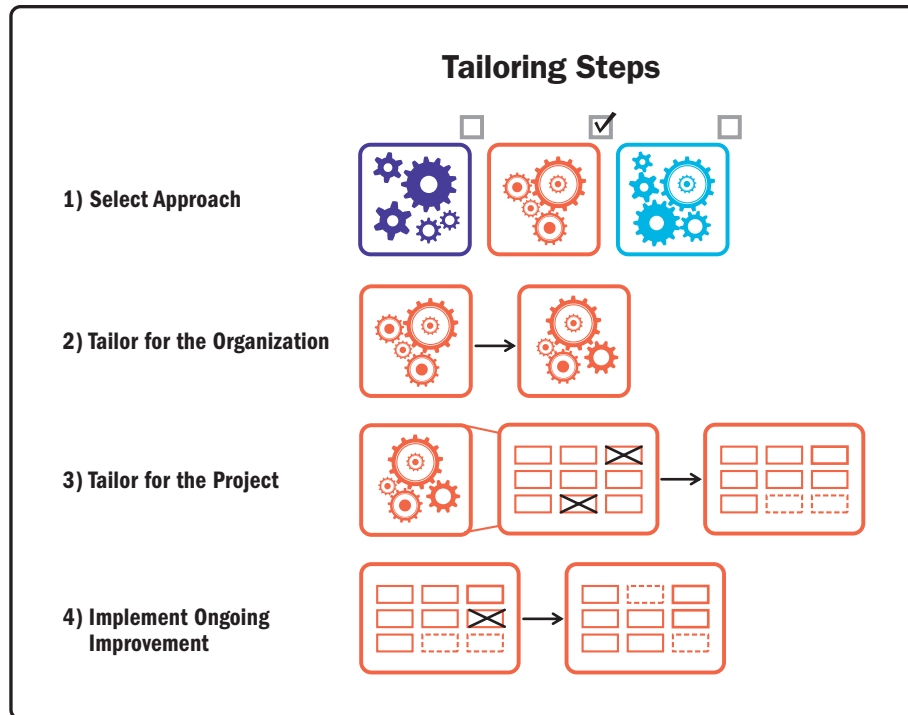 Tailoring Steps
1) Select Approach
2) Tailor for the Organization
3) Tailor for the Project
4) Implement Ongoing
Improvement